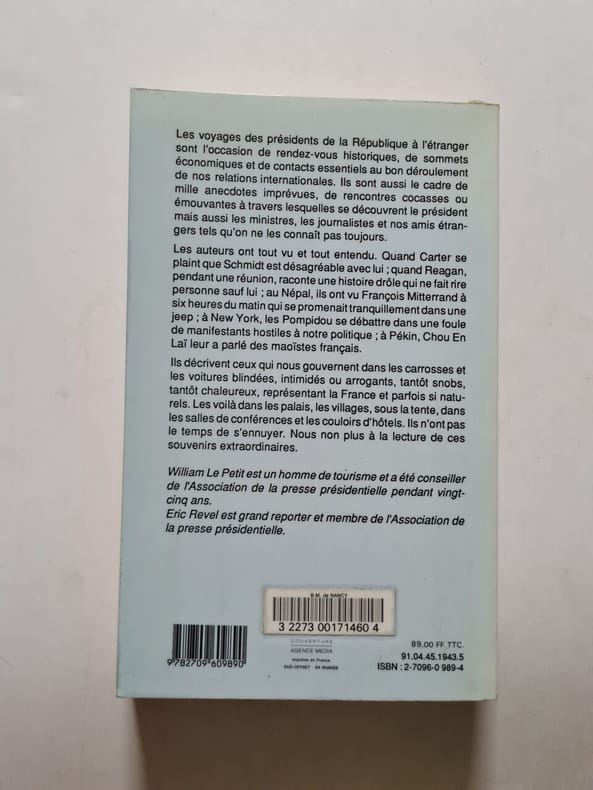 Les voyages des présidents de la République à l'étranger
sont l'occasion de rendez-vous historiques, de sommets
économiques et de contacts essentiels au bon déroulement
de nos relations internationales. Ils sont aussi le cadre de
mille anecdotes imprévues, de rencontres cocasses ou
émouvantes à travers lesquelles se découvrent le président
mais aussi les ministres, les journalistes et nos amis étran-
gers tels qu'on ne les connaît pas toujours.
Les auteurs ont tout vu et tout entendu. Quand Carter se
plaint que Schmidt est désagréable avec lui ; quand Reagan,
pendant une réunion, raconte une histoire drôle qui ne fait rire
personne sauf lui ; au Népal, ils ont vu François Mitterrand à
six heures du matin qui se promenait tranquillement dans une
jeep ; à New York, les Pompidou se débattre dans une foule
de manifestants hostiles à notre politique ; à Pékin, Chou En
Laï leur a parlé des maoïstes français.
Ils décrivent ceux qui nous gouvernent dans les carrosses et
les voitures blindées, intimidés ou arrogants, tantôt snobs,
tantôt chaleureux, représentant la France et parfois si natu-
rels. Les voilà dans les palais, les villages, sous la tente, dans
les salles de conférences et les couloirs d'hôtels. Ils n'ont pas
le temps de s'ennuyer. Nous non plus à la lecture de ces
souvenirs extraordinaires.
William Le Petit est un homme de tourisme et a été conseiller
de l'Association de la presse présidentielle pendant vingt-
cinq ans.
Eric Revel est grand reporter et membre de l'Association de
la presse présidentielle.
B.M. de NANCY
3 2273 00171460 4
COUVERTURE
AGENCE MEDIA
Imprimé en France
SUD-OFFSET 94 RUNGIS
9 782709 609890
89,00 FF TTC.
91.04.45.1943.5
ISBN : 2-7096-0 989-4